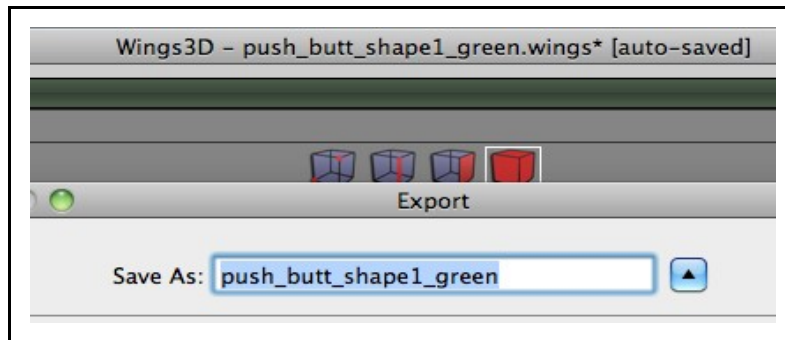 Wings3D – push_butt_shape1_green.wings* [auto-saved]
Export
Save As: push_butt_shape1_green